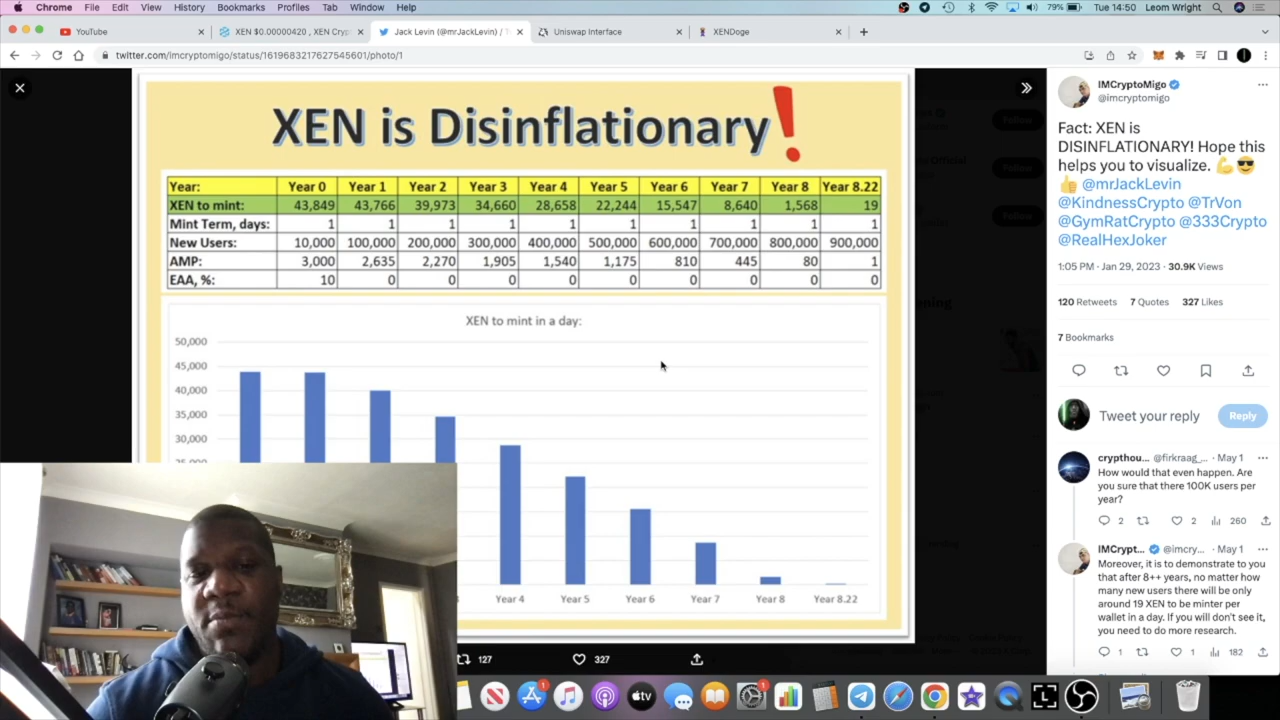 Chrome File Edit View History Bookmarks Profiles Tab Window Help 79% Tue 14:50 Leom Wright
YouTube XEN $0.00000420 , XEN Cryp Jack Levin (@mrJackLevin) / T Uniswap Interface XENDoge
twitter.com/imcryptomigo/status/1619683217627545601/photo/1
XEN is Disinflationary!
Year: Year 0 Year 1 Year 2 Year 3 Year 4 Year 5 Year 6 Year 7 Year 8 Year 8.22
XEN to mint: 43,849 43,766 39,973 34,660 28,658 22,244 15,547 8,640 1,568 19
Mint Term, days: 1 1 1 1 1 1 1 1 1 1
New Users: 10,000 100,000 200,000 300,000 400,000 500,000 600,000 700,000 800,000 900,000
AMP: 3,000 2,635 2,270 1,905 1,540 1,175 810 445 80 1
EAA, %: 10 0 0 0 0 0 0 0 0 0
XEN to mint in a day:
50,000
45,000
40,000
35,000
30,000
Year 4 Year 5 Year 6 Year 7 Year 8 Year 8.22
127 327
IMCryptoMigo
@imcryptomigo
Fact: XEN is
DISINFLATIONARY! Hope this
helps you to visualize. 💪😎
👍 @mrJackLevin
@KindnessCrypto @TrVon
@GymRatCrypto @333Crypto
@RealHexJoker
1:05 PM · Jan 29, 2023 · 30.9K Views
120 Retweets 7 Quotes 327 Likes
7 Bookmarks
Tweet your reply Reply
crypthou... @firkraag_... · May 1
How would that even happen. Are
you sure that there 100K users per
year?
2 2 260
IMCrypt... @imcry... · May 1
Moreover, it is to demonstrate to you
that after 8++ years, no matter how
many new users there will be only
around 19 XEN to be minter per
wallet in a day. If you will don't see it,
you need to do more research.
1 1 182
tv